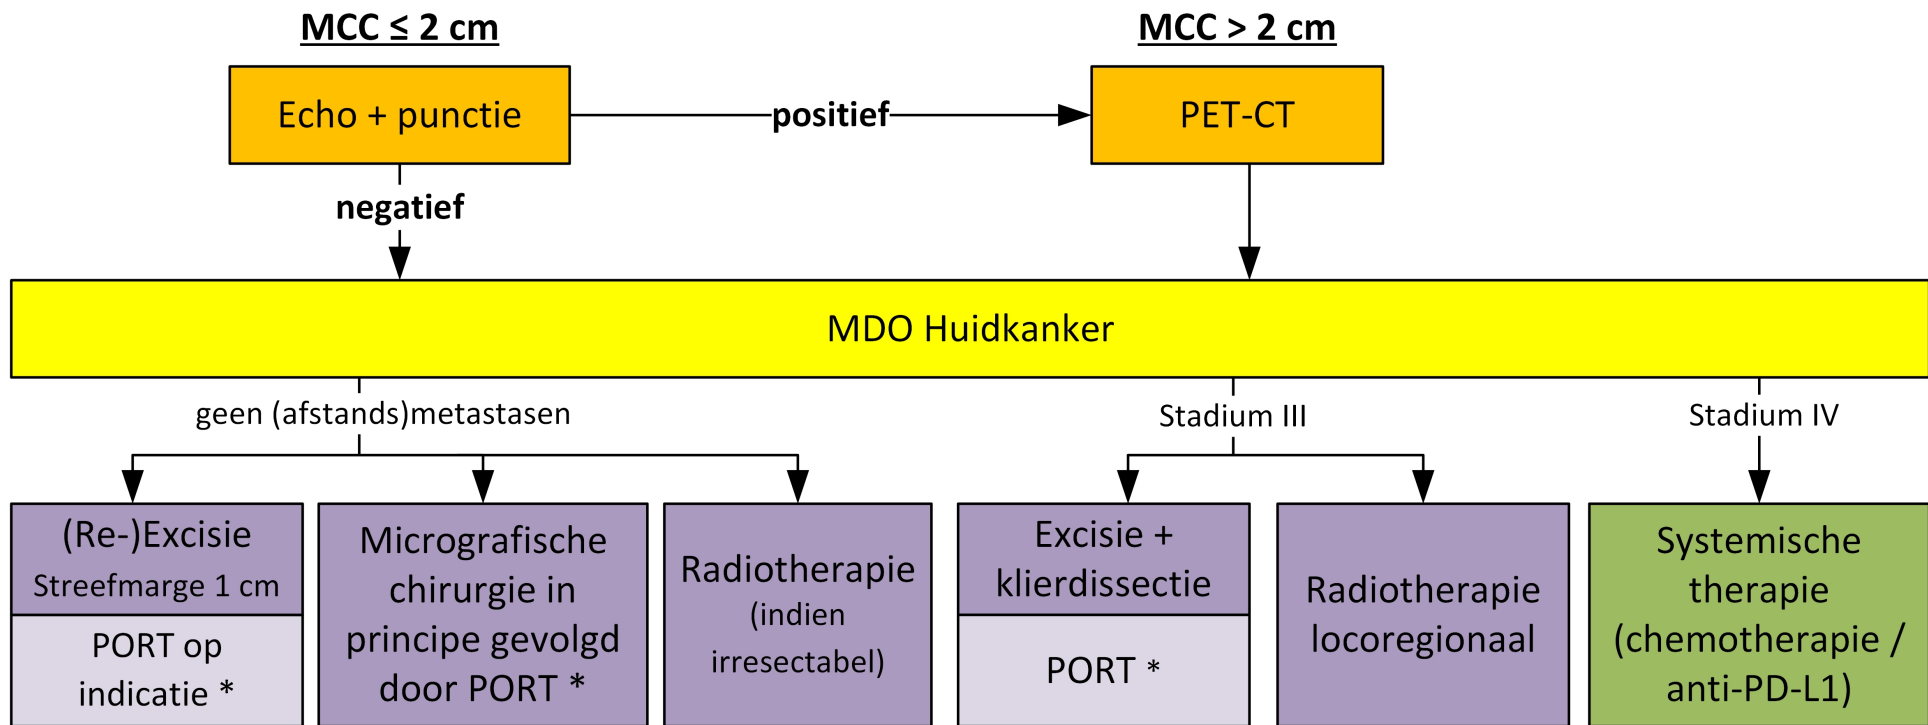 MCC ≤ 2 cm
MCC > 2 cm
Echo + punctie
positief
PET-CT
negatief
MDO Huidkanker
geen (afstands)metastasen
Stadium III
Stadium IV
(Re-)Excisie
Streefmarge 1 cm
PORT op
indicatie *
Micrografische
chirurgie in
principe gevolgd
door PORT *
Radiotherapie
(indien
irresectabel)
Excisie +
klierdissectie
PORT *
Radiotherapie
locoregionaal
Systemische
therapie
(chemotherapie /
anti-PD-L1)